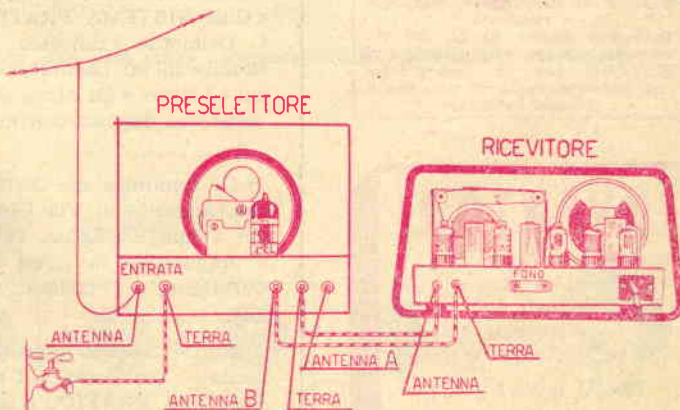 PRESELETTORE
RICEVITORE
ENTRATA
FONO
ANTENNA
TERRA
ANTENNA A
TERRA
ANTENNA B
TERRA
ANTENNA